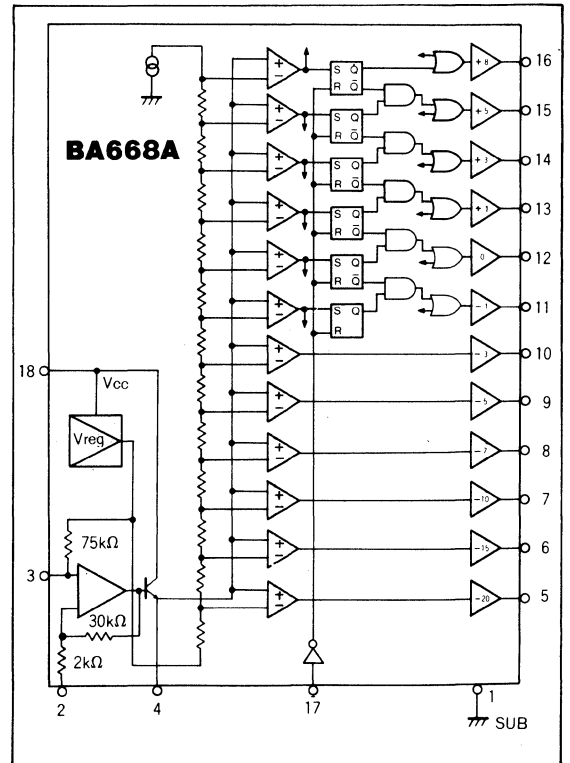 BA668A
S Q
R Q̅
S Q
R Q̅
S Q
R Q̅
S Q
R Q̅
S Q
R Q̅
S Q
R
+ 8
16
+ 5
15
+ 3
14
+ 1
13
0
12
- 1
11
- 3
10
- 5
9
- 7
8
- 10
7
- 15
6
- 20
5
18
Vcc
Vreg
75kΩ
3
30kΩ
2kΩ
2
4
17
1
SUB